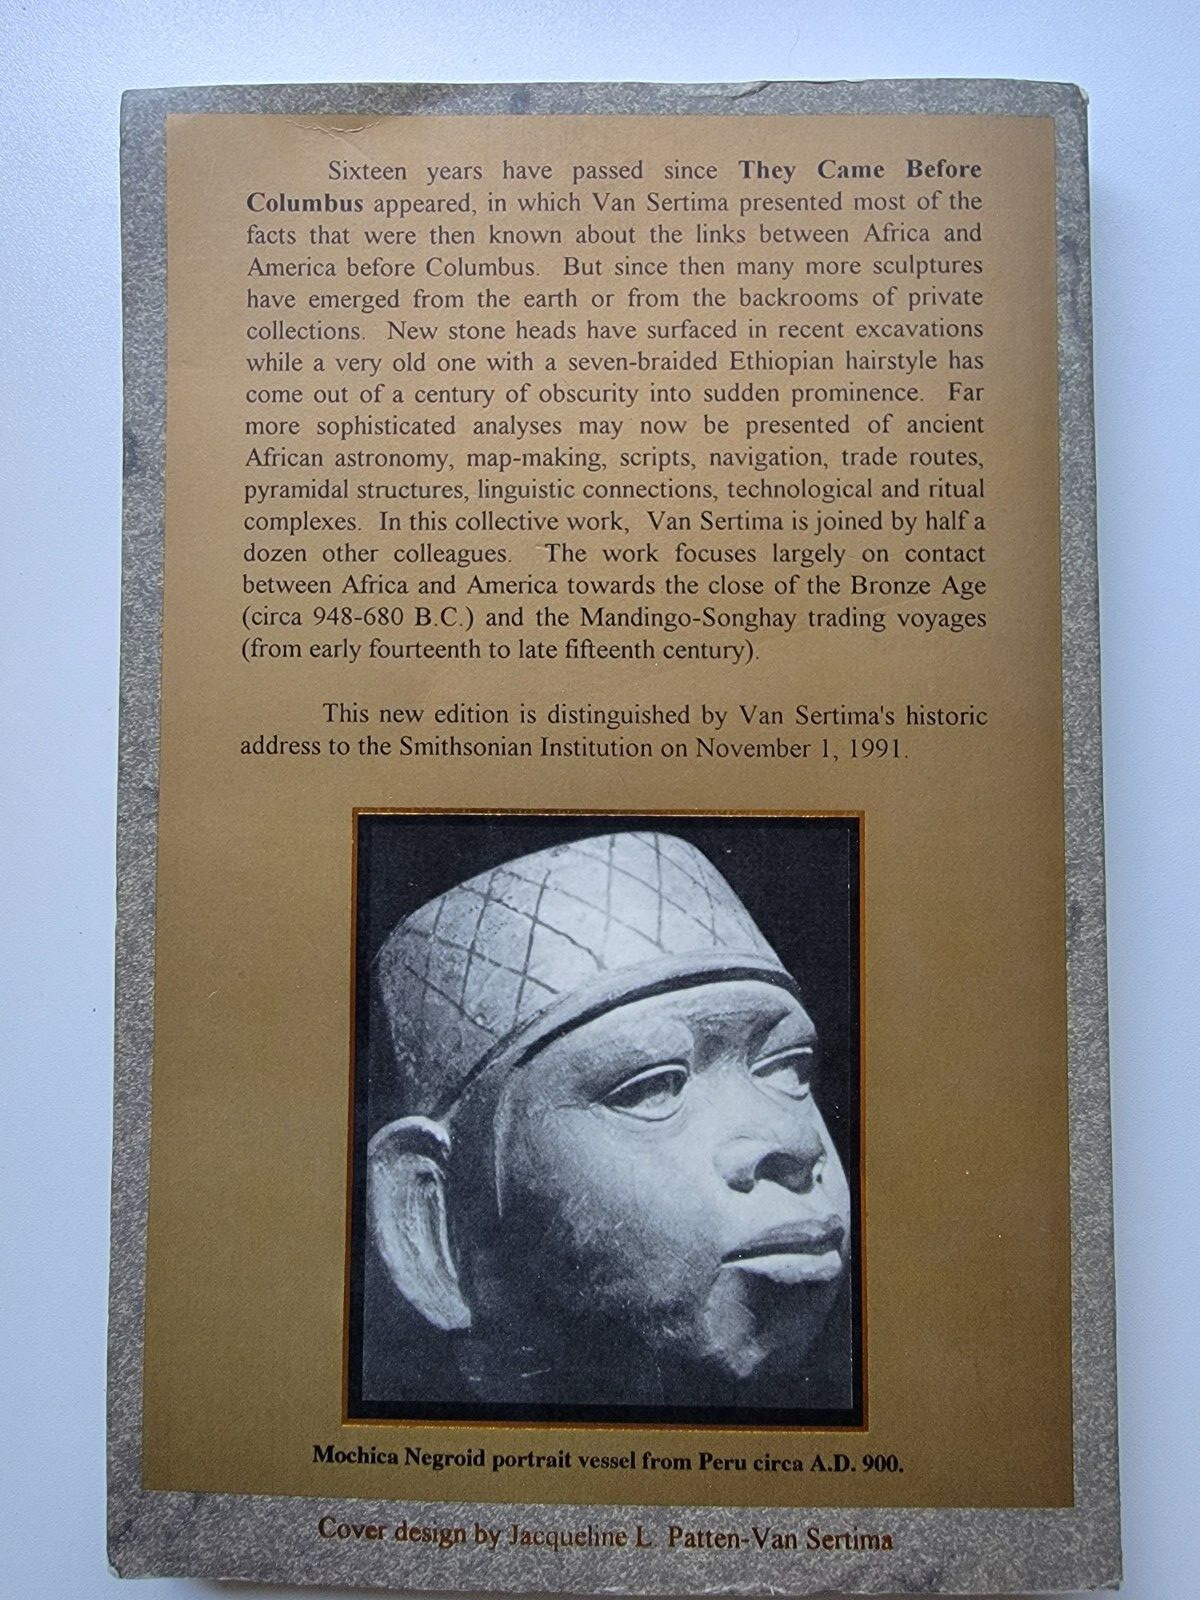 Sixteen years have passed since They Came Before
Columbus appeared, in which Van Sertima presented most of the
facts that were then known about the links between Africa and
America before Columbus. But since then many more sculptures
have emerged from the earth or from the backrooms of private
collections. New stone heads have surfaced in recent excavations
while a very old one with a seven-braided Ethiopian hairstyle has
come out of a century of obscurity into sudden prominence. Far
more sophisticated analyses may now be presented of ancient
African astronomy, map-making, scripts, navigation, trade routes,
pyramidal structures, linguistic connections, technological and ritual
complexes. In this collective work, Van Sertima is joined by half a
dozen other colleagues. The work focuses largely on contact
between Africa and America towards the close of the Bronze Age
(circa 948-680 B.C.) and the Mandingo-Songhay trading voyages
(from early fourteenth to late fifteenth century).
This new edition is distinguished by Van Sertima's historic
address to the Smithsonian Institution on November 1, 1991.
Mochica Negroid portrait vessel from Peru circa A.D. 900.
Cover design by Jacqueline L. Patten-Van Sertima